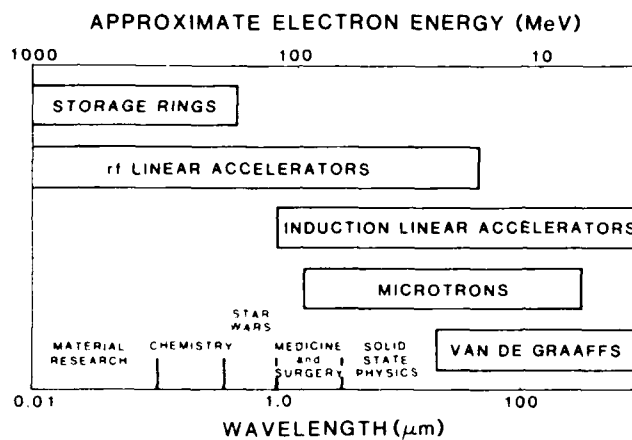 APPROXIMATE ELECTRON ENERGY (MeV)
1000 100 10
STORAGE RINGS
rf LINEAR ACCELERATORS
INDUCTION LINEAR ACCELERATORS
MICROTRONS
STAR
WARS
MATERIAL
RESEARCH
CHEMISTRY
MEDICINE
and
SURGERY
SOLID
STATE
PHYSICS
VAN DE GRAAFFS
0.01 1.0 100
WAVELENGTH (μm)